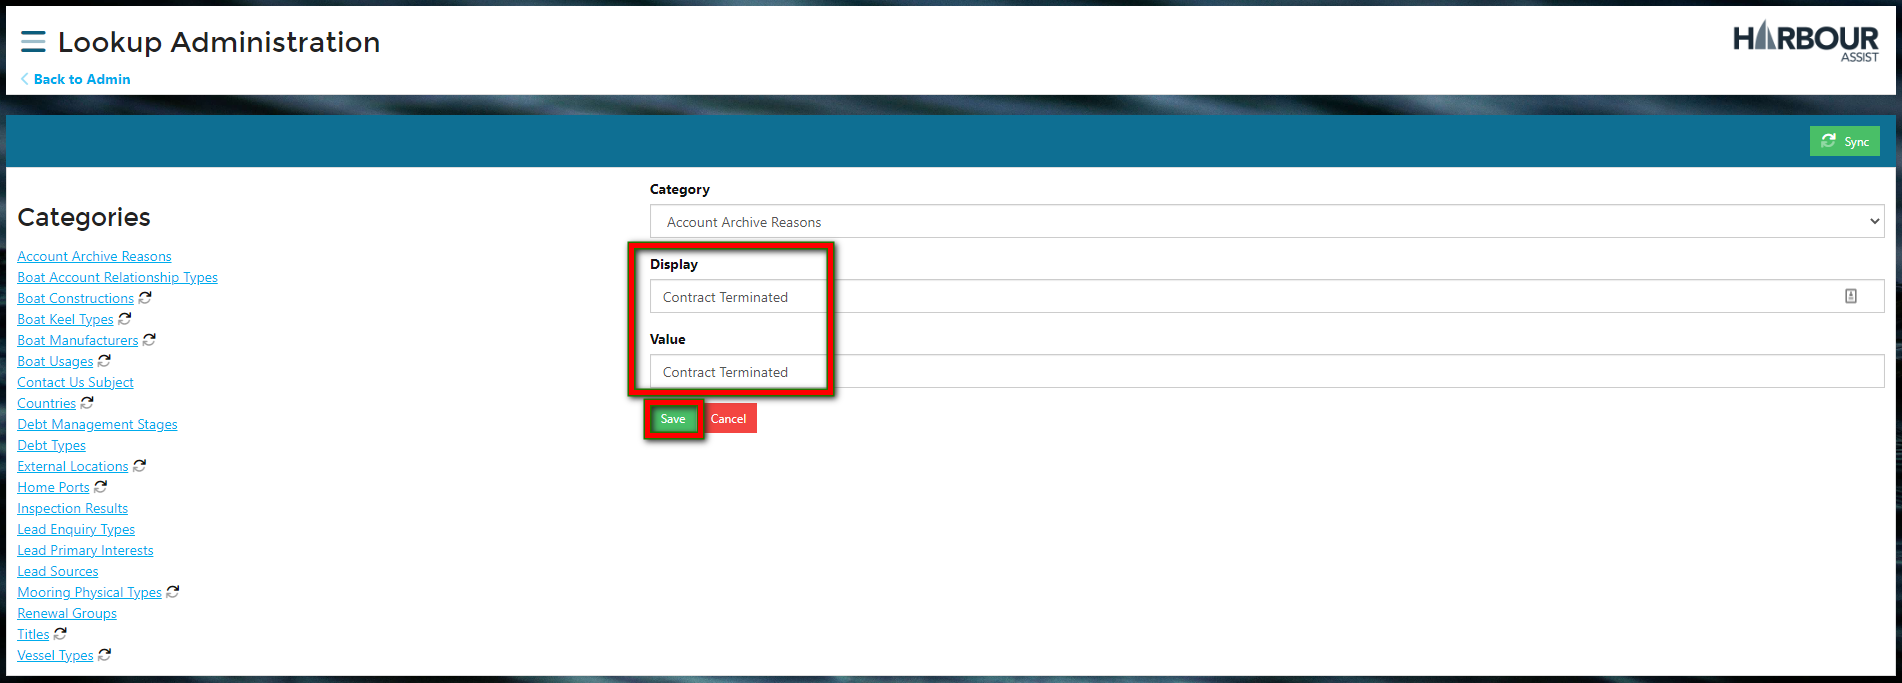 Lookup Administration
HARBOUR
ASSIST
Back to Admin
Sync
Categories
Account Archive Reasons
Boat Account Relationship Types
Boat Constructions
Boat Keel Types
Boat Manufacturers
Boat Usages
Contact Us Subject
Countries
Debt Management Stages
Debt Types
External Locations
Home Ports
Inspection Results
Lead Enquiry Types
Lead Primary Interests
Lead Sources
Mooring Physical Types
Renewal Groups
Titles
Vessel Types
Category
Account Archive Reasons
Display
Contract Terminated
Value
Contract Terminated
Save Cancel